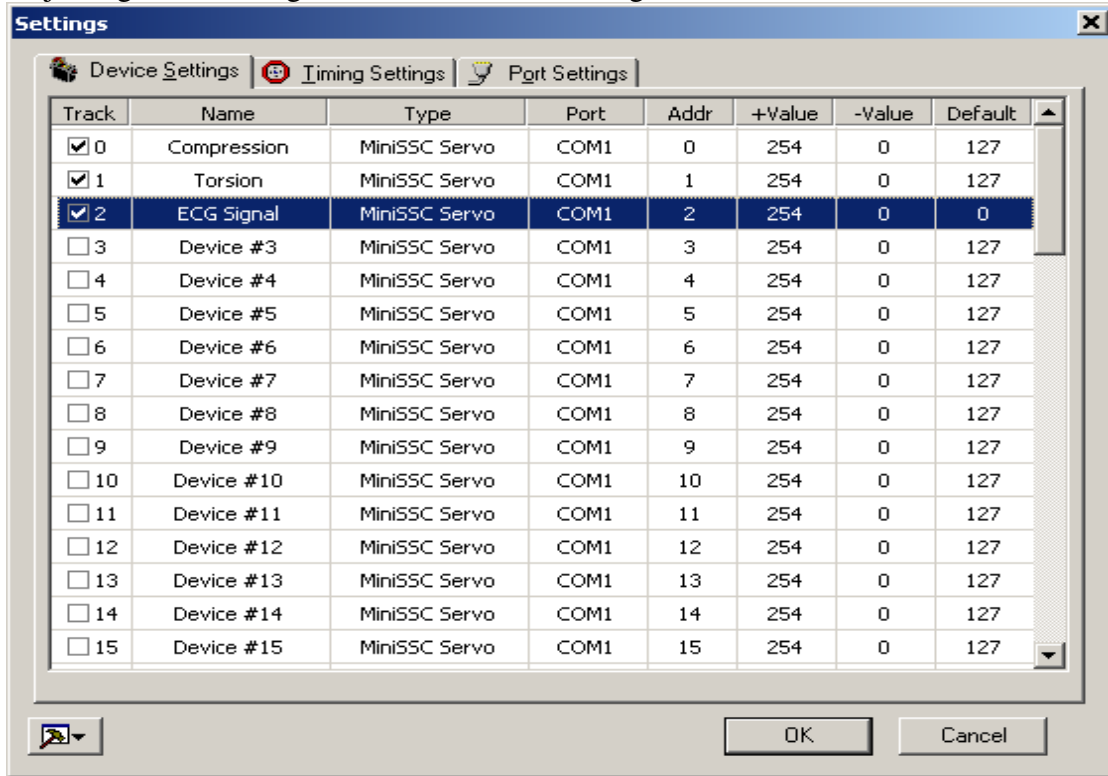 Settings
Device Settings Timing Settings Port Settings
Track Name Type Port Addr +Value -Value Default
0 Compression MiniSSC Servo COM1 0 254 0 127
1 Torsion MiniSSC Servo COM1 1 254 0 127
2 ECG Signal MiniSSC Servo COM1 2 254 0 0
3 Device #3 MiniSSC Servo COM1 3 254 0 127
4 Device #4 MiniSSC Servo COM1 4 254 0 127
5 Device #5 MiniSSC Servo COM1 5 254 0 127
6 Device #6 MiniSSC Servo COM1 6 254 0 127
7 Device #7 MiniSSC Servo COM1 7 254 0 127
8 Device #8 MiniSSC Servo COM1 8 254 0 127
9 Device #9 MiniSSC Servo COM1 9 254 0 127
10 Device #10 MiniSSC Servo COM1 10 254 0 127
11 Device #11 MiniSSC Servo COM1 11 254 0 127
12 Device #12 MiniSSC Servo COM1 12 254 0 127
13 Device #13 MiniSSC Servo COM1 13 254 0 127
14 Device #14 MiniSSC Servo COM1 14 254 0 127
15 Device #15 MiniSSC Servo COM1 15 254 0 127
OK Cancel